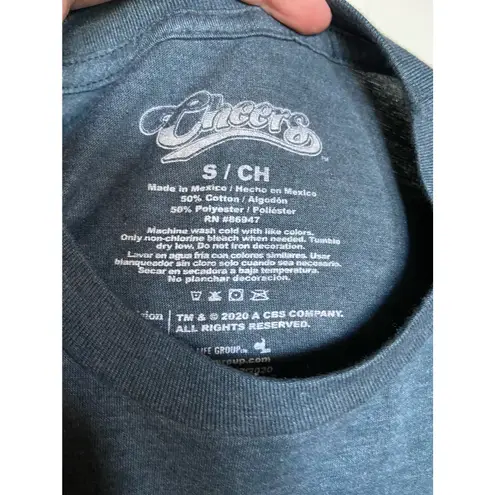 Cheers
S / CH
Made in Mexico / Hecho en Mexico
50% Cotton / Algodón
50% Polyester / Poliéster
RN #86947
Machine wash cold with like colors.
Only non-chlorine bleach when needed. Tumble
dry low. Do not iron decoration.
Lavar en agua fría con colores similares. Usar
blanqueador sin cloro solo cuando sea necesario.
Secar en secadora a baja temperatura.
No planchar decoración.
TM & © 2020 A CBS COMPANY.
ALL RIGHTS RESERVED.
LIFE GROUP™